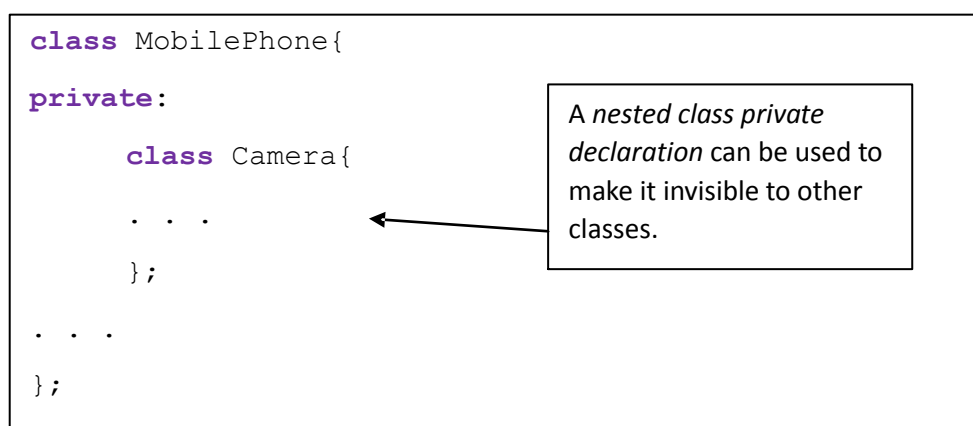 class MobilePhone{
private:
class Camera{
. . .
};
. . .
};
A nested class private
declaration can be used to
make it invisible to other
classes.